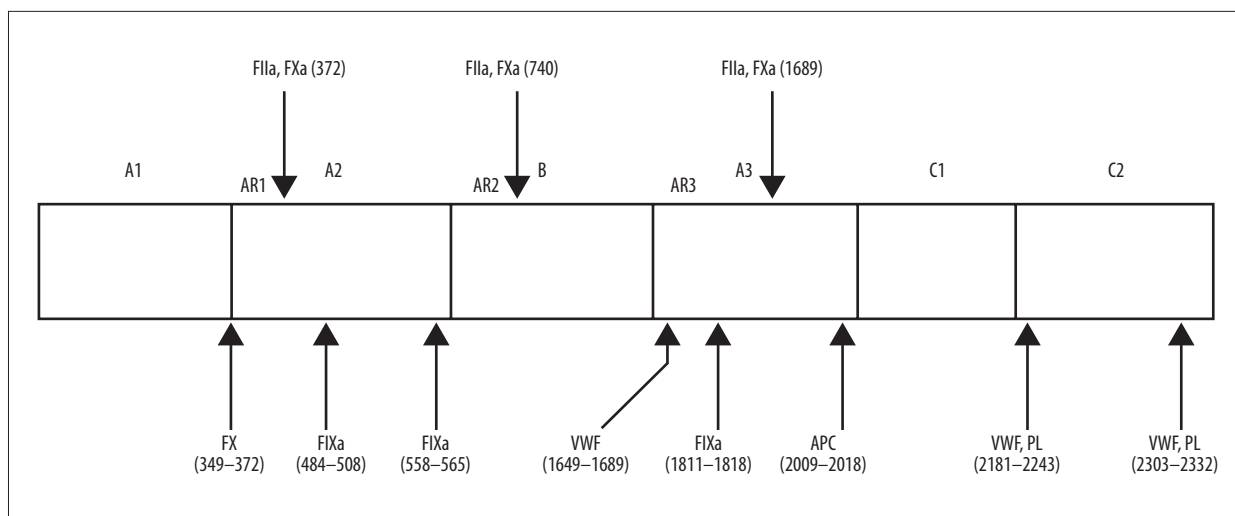 FIIa, FXa (372)
FIIa, FXa (740)
FIIa, FXa (1689)
A1
AR1
A2
AR2
B
AR3
A3
C1
C2
FX
(349–372)
FIXa
(484–508)
FIXa
(558–565)
VWF
(1649–1689)
FIXa
(1811–1818)
APC
(2009–2018)
VWF, PL
(2181–2243)
VWF, PL
(2303–2332)